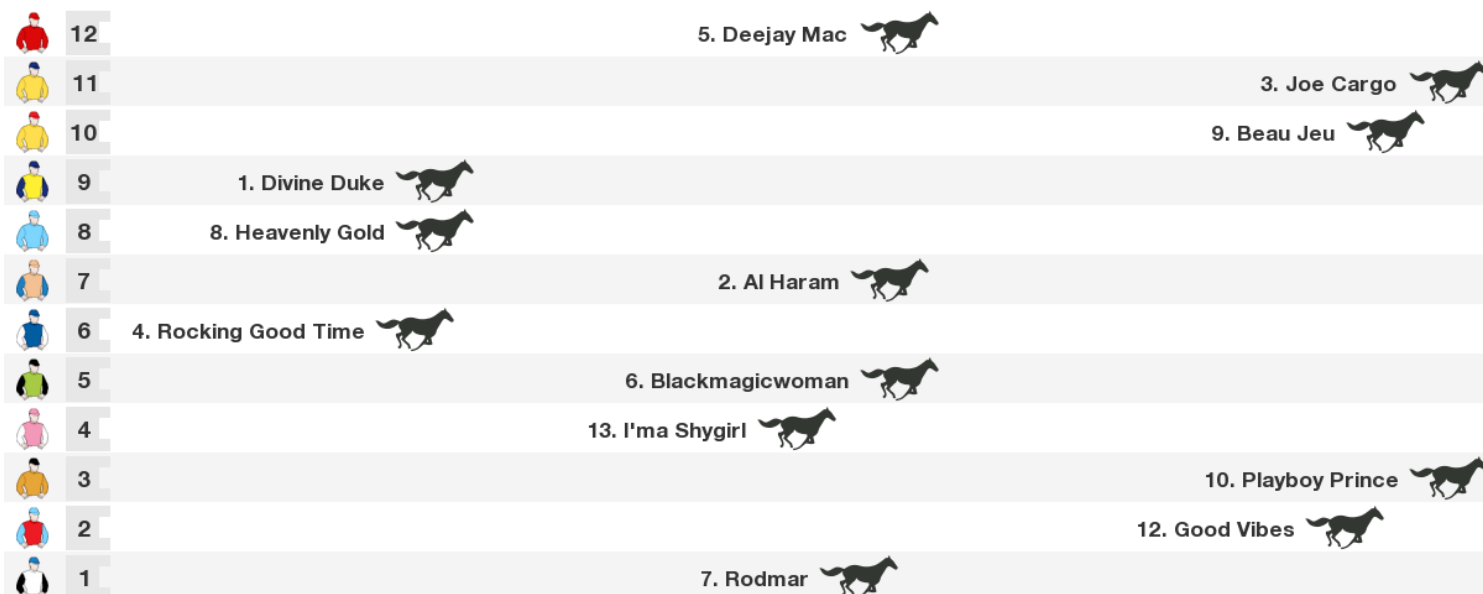 12 5. Deejay Mac
11 3. Joe Cargo
10 9. Beau Jeu
9 1. Divine Duke
8 8. Heavenly Gold
7 2. Al Haram
6 4. Rocking Good Time
5 6. Blackmagicwoman
4 13. I'ma Shygirl
3 10. Playboy Prince
2 12. Good Vibes
1 7. Rodmar